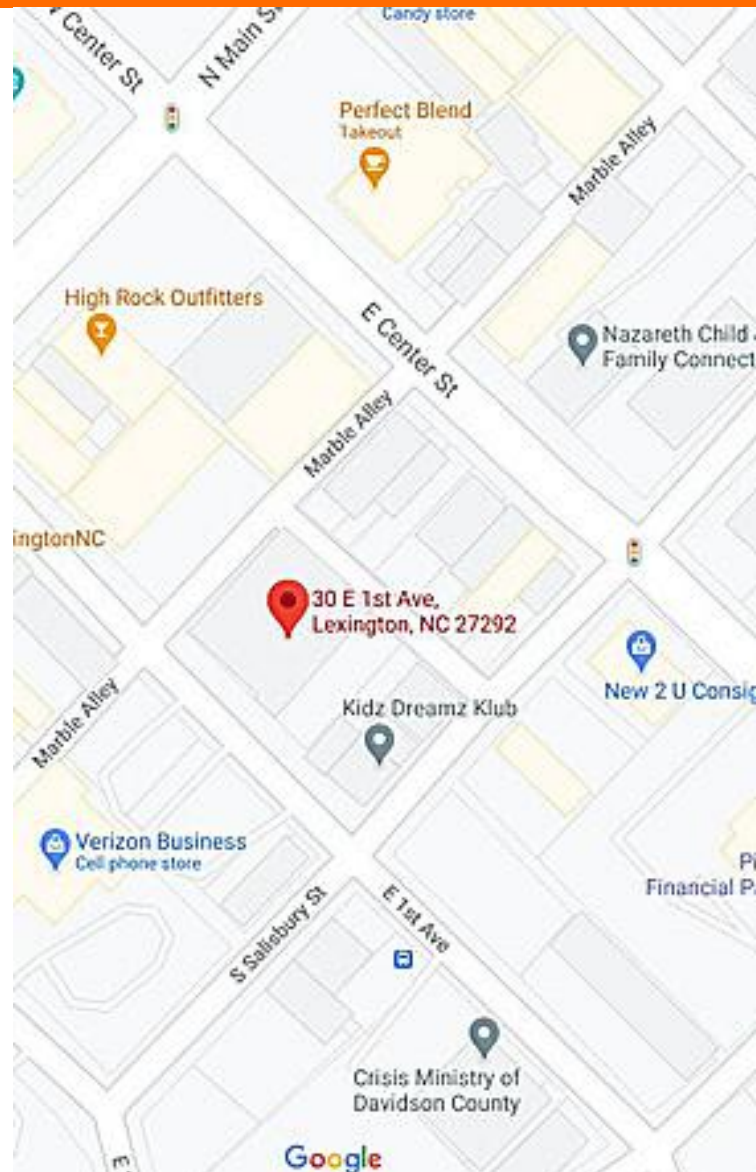 Candy store
Center St
N Main S
Perfect Blend
Takeout
Marble Alley
High Rock Outfitters
E Center St
Nazareth Child
Family Connect
Marble Alley
ingtonNC
30 E 1st Ave,
Lexington, NC 27292
New 2 U Consig
Kidz Dreamz Klub
Marble Alley
Verizon Business
Cell phone store
Financial P
S Salisbury St
E 1st Ave
Crisis Ministry of
Davidson County
E
Google